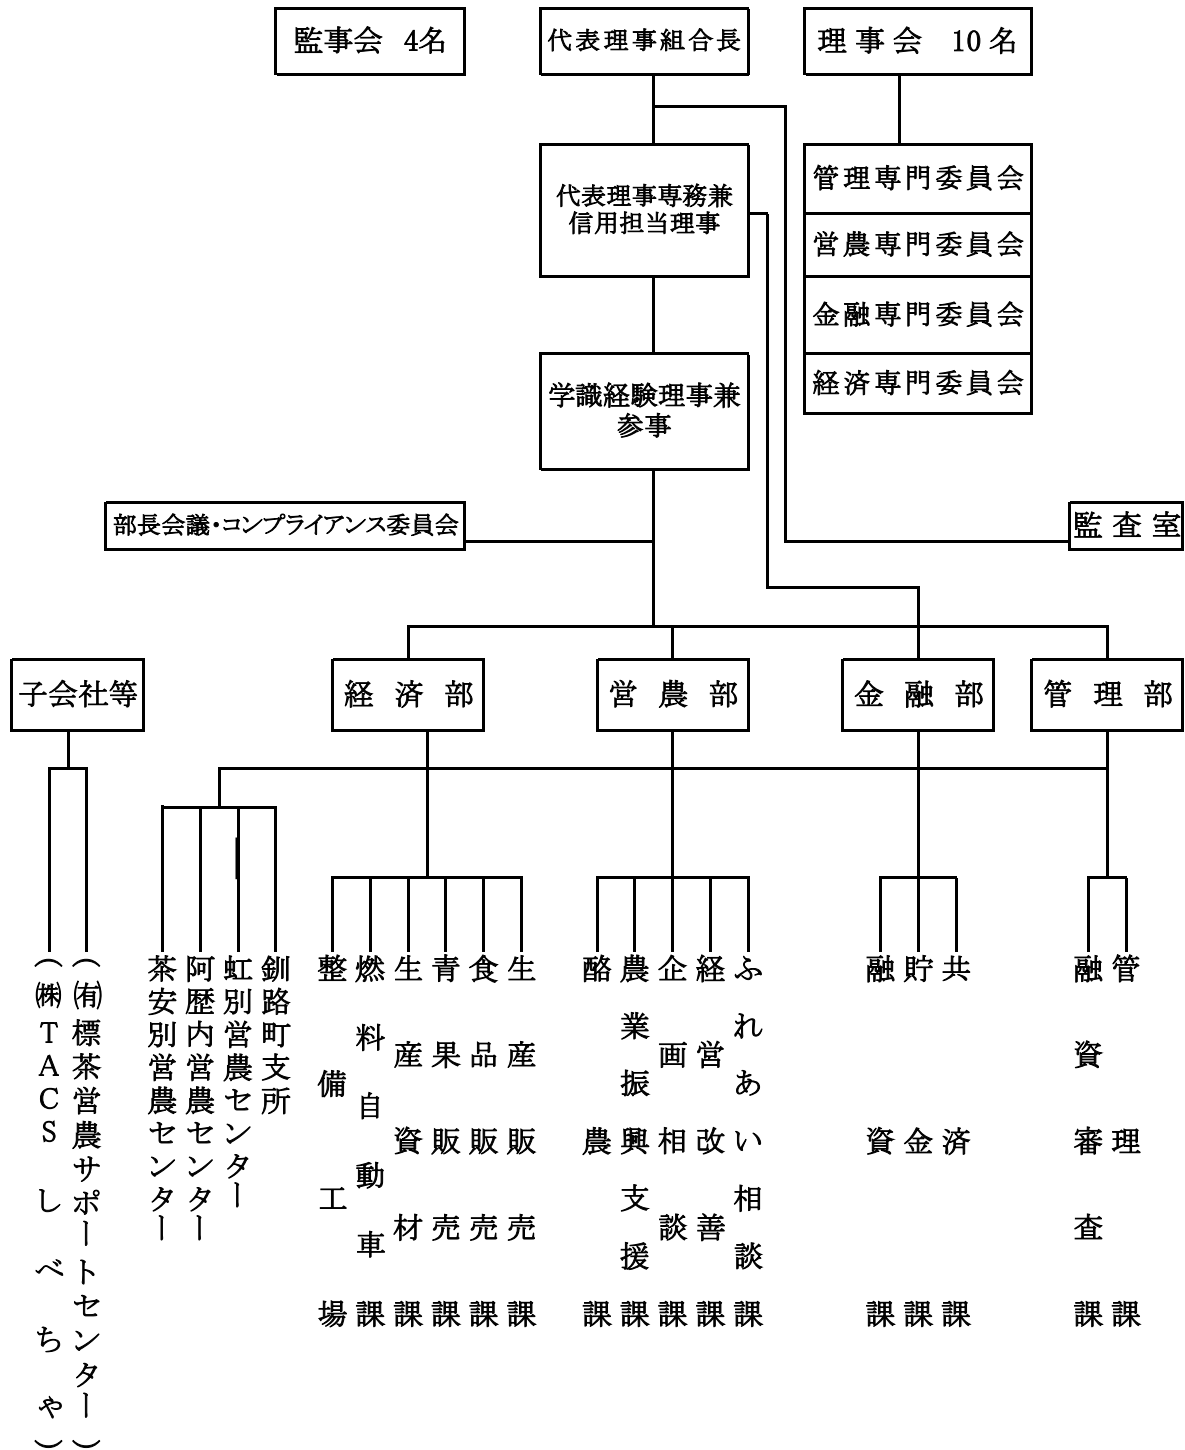 監事会 4名
代表理事組合長
理事会 10名
代表理事専務兼
信用担当理事
管理専門委員会
営農専門委員会
金融専門委員会
経済専門委員会
学識経験理事兼
参事
部長会議・コンプライアンス委員会
監査室
子会社等
経済部
営農部
金融部
管理部
(㈱TACSしべちゃ)
(㈲標茶営農サポートセンター)
茶安別営農センター
阿歴内営農センター
虹別営農センター
釧路町支所
整備工場
燃料自動車課
生産資材課
青果販売課
食品販売課
生産販売課
酪農課
農業振興支援課
企画相談課
経営改善課
ふれあい相談課
融資課
貯金課
共済課
融資審査課
管理課